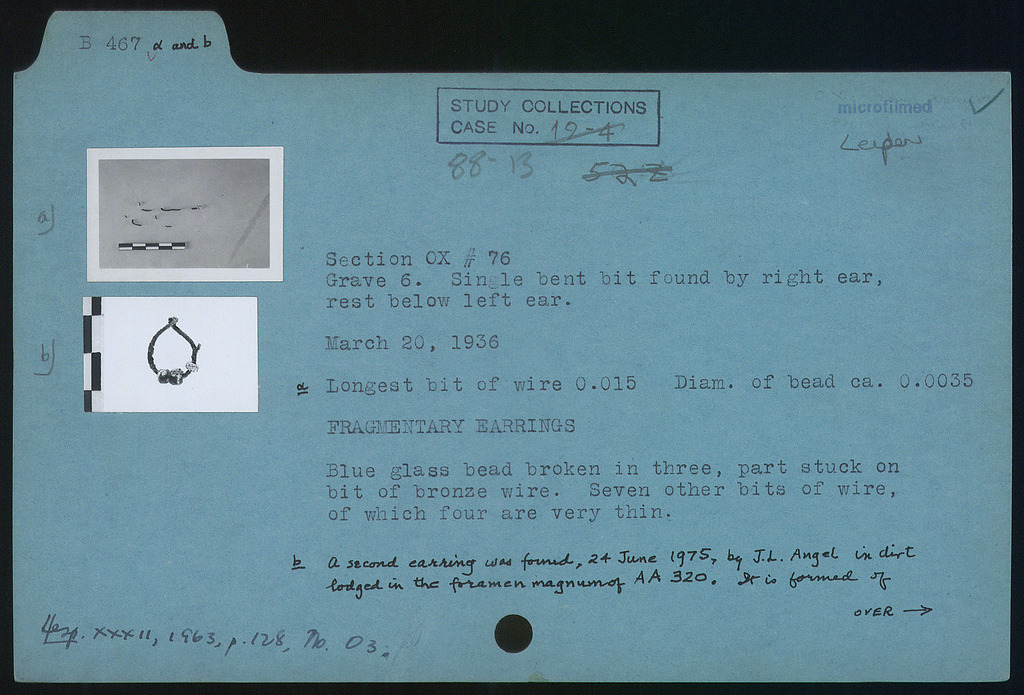 B 467 a and b
STUDY COLLECTIONS
CASE No. 12-4
88-13 522
microfilmed
a)
b)
Section OX # 76
Grave 6. Single bent bit found by right ear,
rest below left ear.
March 20, 1936
a Longest bit of wire 0.015 Diam. of bead ca. 0.0035
FRAGMENTARY EARRINGS
Blue glass bead broken in three, part stuck on
bit of bronze wire. Seven other bits of wire,
of which four are very thin.
b A second earring was found, 24 June 1975, by J.L. Angel in dirt
lodged in the foramen magnum of AA 320. It is formed of
OVER →
Hesp. XXXII, 1963, p. 128, No. O3.